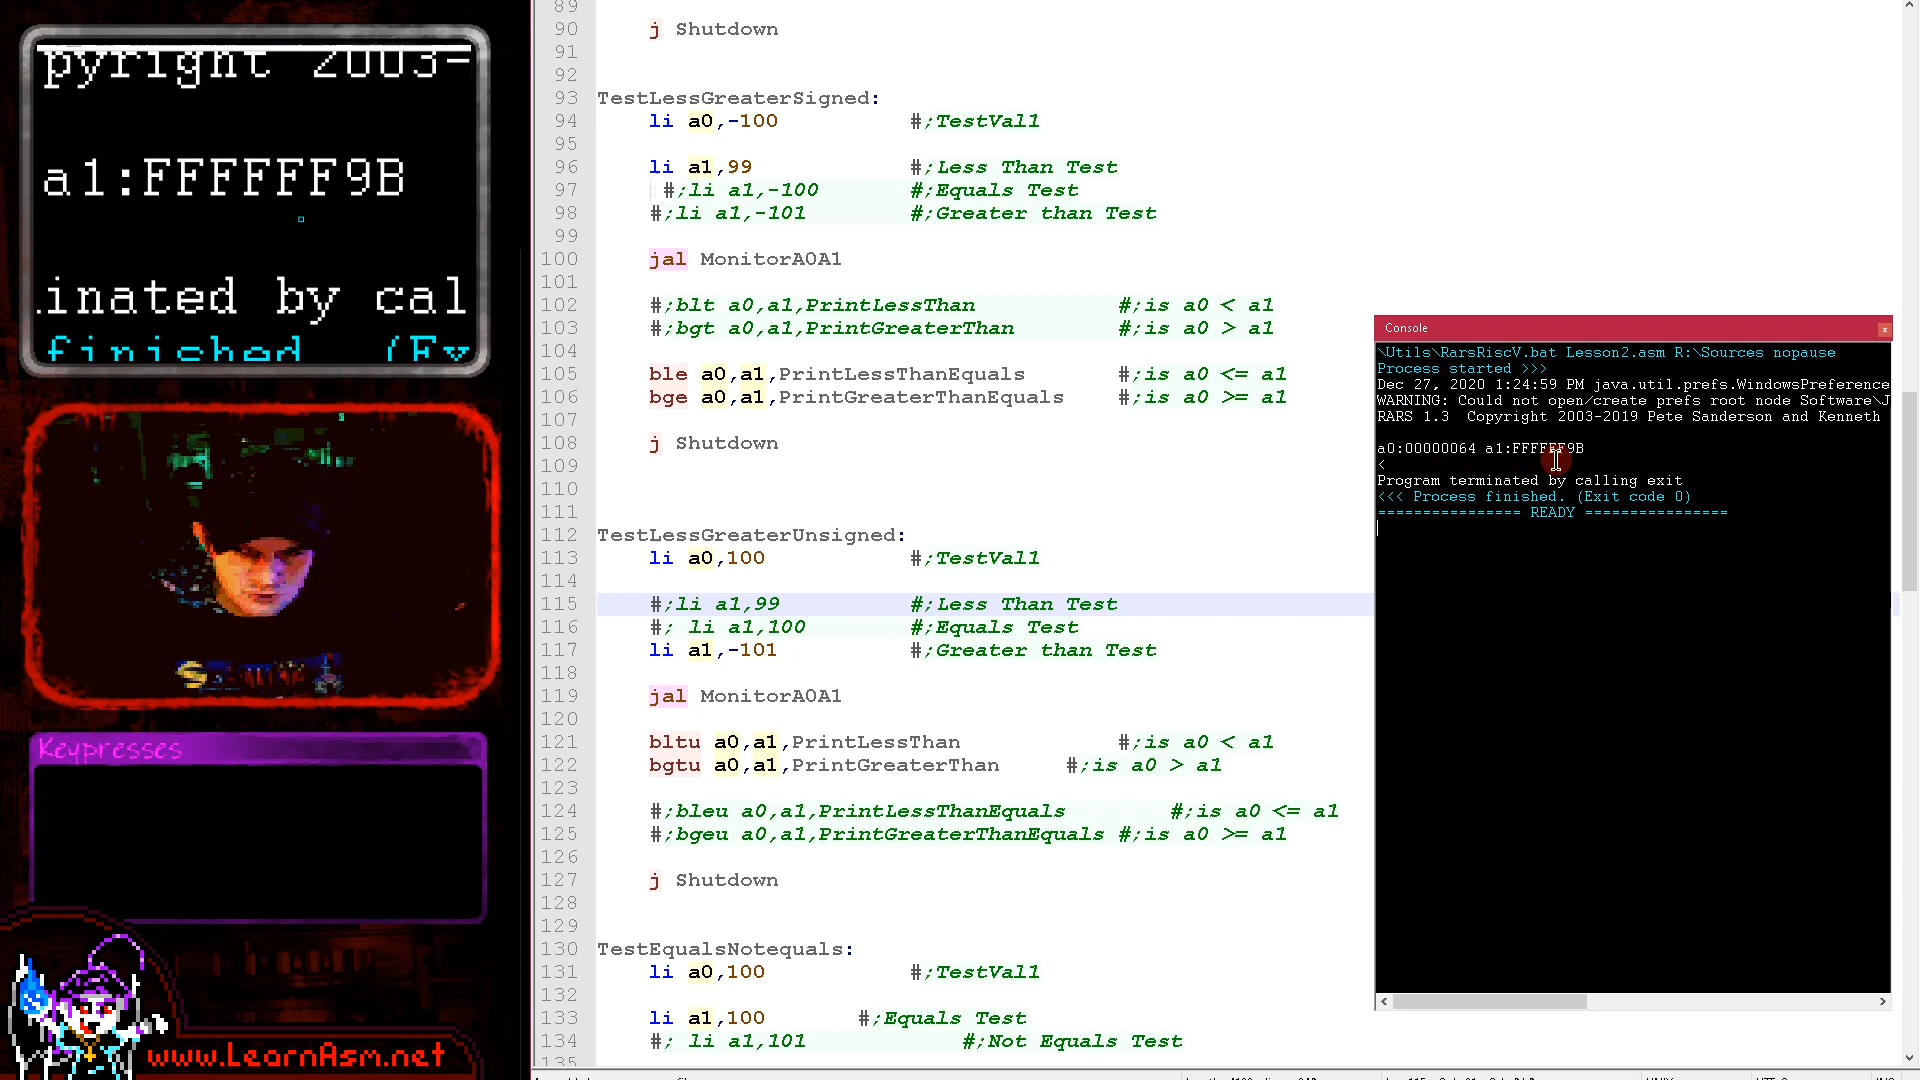 pyright 2003-
a1:FFFFFF9B
.inated by cal
finished. (Ex
Keypresses
www.LearnAsm.net
89
90 j Shutdown
91
92
93 TestLessGreaterSigned:
94 li a0,-100 #;TestVal1
95
96 li a1,99 #;Less Than Test
97 #;li a1,-100 #;Equals Test
98 #;li a1,-101 #;Greater than Test
99
100 jal MonitorA0A1
101
102 #;blt a0,a1,PrintLessThan #;is a0 < a1
103 #;bgt a0,a1,PrintGreaterThan #;is a0 > a1
104
105 ble a0,a1,PrintLessThanEquals #;is a0 <= a1
106 bge a0,a1,PrintGreaterThanEquals #;is a0 >= a1
107
108 j Shutdown
109
110
111
112 TestLessGreaterUnsigned:
113 li a0,100 #;TestVal1
114
115 #;li a1,99 #;Less Than Test
116 #; li a1,100 #;Equals Test
117 li a1,-101 #;Greater than Test
118
119 jal MonitorA0A1
120
121 bltu a0,a1,PrintLessThan #;is a0 < a1
122 bgtu a0,a1,PrintGreaterThan #;is a0 > a1
123
124 #;bleu a0,a1,PrintLessThanEquals #;is a0 <= a1
125 #;bgeu a0,a1,PrintGreaterThanEquals #;is a0 >= a1
126
127 j Shutdown
128
129
130 TestEqualsNotequals:
131 li a0,100 #;TestVal1
132
133 li a1,100 #;Equals Test
134 #; li a1,101 #;Not Equals Test
135
Console
\Utils\RarsRiscV.bat Lesson2.asm R:\Sources nopause
Process started >>>
Dec 27, 2020 1:24:59 PM java.util.prefs.WindowsPreference
WARNING: Could not open/create prefs root node Software\J
RARS 1.3 Copyright 2003-2019 Pete Sanderson and Kenneth
a0:00000064 a1:FFFFFF9B
<
Program terminated by calling exit
<<< Process finished. (Exit code 0)
================ READY ================